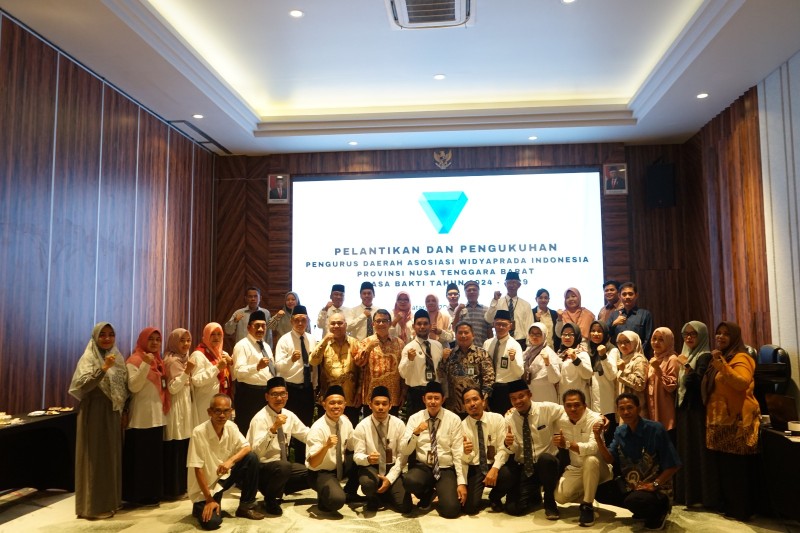 PELANTIKAN DAN PENGUKUHAN
PENGURUS DAERAH ASOSIASI WIDYAPRADA INDONESIA
PROVINSI NUSA TENGGARA BARAT
BAKTI TAHUN